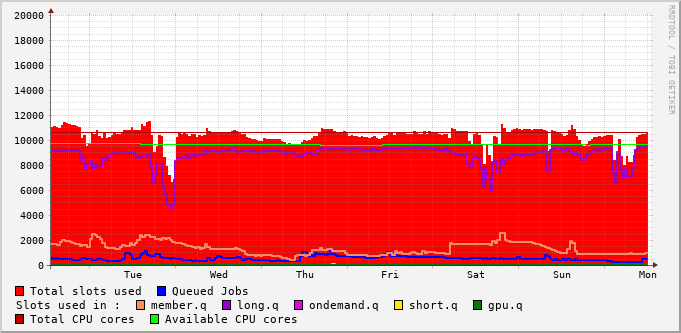 RRDTOOL / TOBI OETIKER
20000
18000
16000
14000
12000
10000
8000
6000
4000
2000
0
Tue Wed Thu Fri Sat Sun Mon
Total slots used Queued Jobs
Slots used in : member.q long.q ondemand.q short.q gpu.q
Total CPU cores Available CPU cores